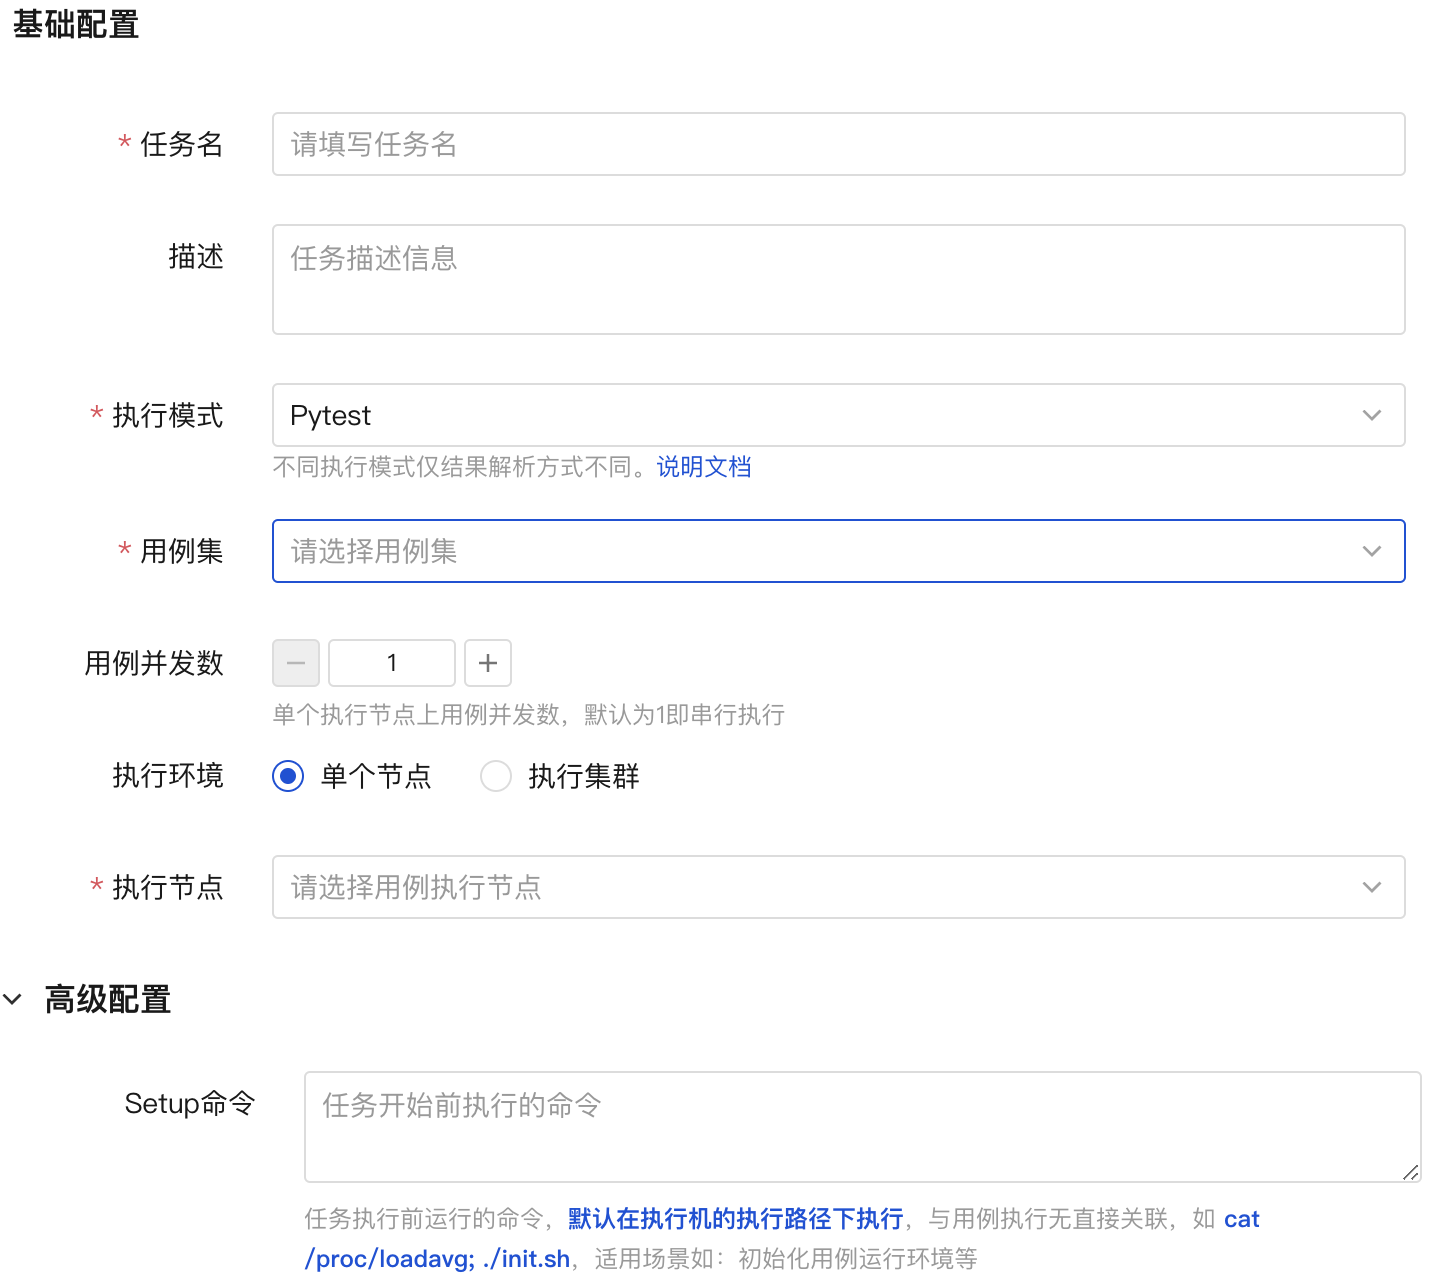 基础配置
* 任务名
请填写任务名
描述
任务描述信息
* 执行模式
Pytest
不同执行模式仅结果解析方式不同。说明文档
* 用例集
请选择用例集
用例并发数
1
单个执行节点上用例并发数，默认为1即串行执行
执行环境
单个节点
执行集群
* 执行节点
请选择用例执行节点
高级配置
Setup命令
任务开始前执行的命令
任务执行前运行的命令，默认在执行机的执行路径下执行，与用例执行无直接关联，如 cat
/proc/loadavg; ./init.sh，适用场景如：初始化用例运行环境等